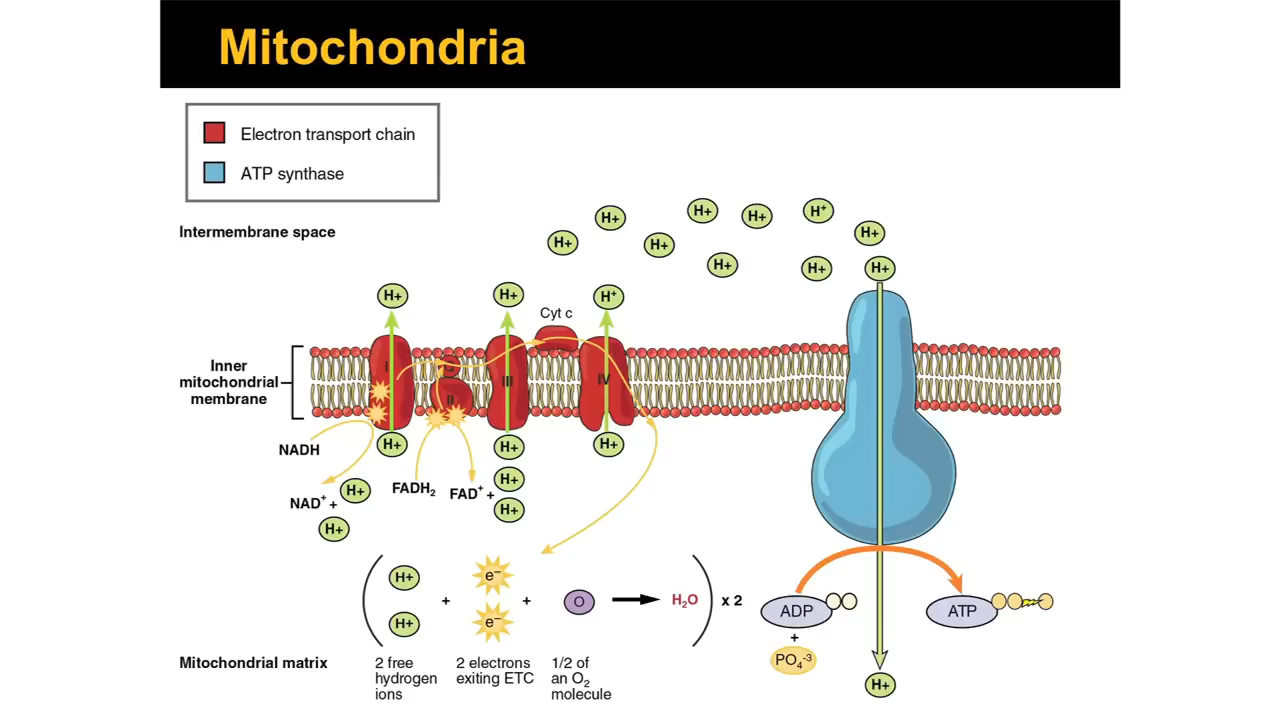 Mitochondria
Electron transport chain
ATP synthase
Intermembrane space
H+ H+ H+ H+ H+ H⁺ H+
H+ H+ H+
H+ H+ H⁺
Cyt c
Inner
mitochondrial
membrane
I
Q
II
III
IV
H+ H+ H+
NADH
H+
H+
NAD⁺ +
H+
FADH₂
FAD⁺ +
H+
H+ e⁻
+ + O H₂O x 2
H+ e⁻
ADP
+
PO₄⁻³
ATP
Mitochondrial matrix
2 free
hydrogen
ions
2 electrons
exiting ETC
1/2 of
an O₂
molecule
H+